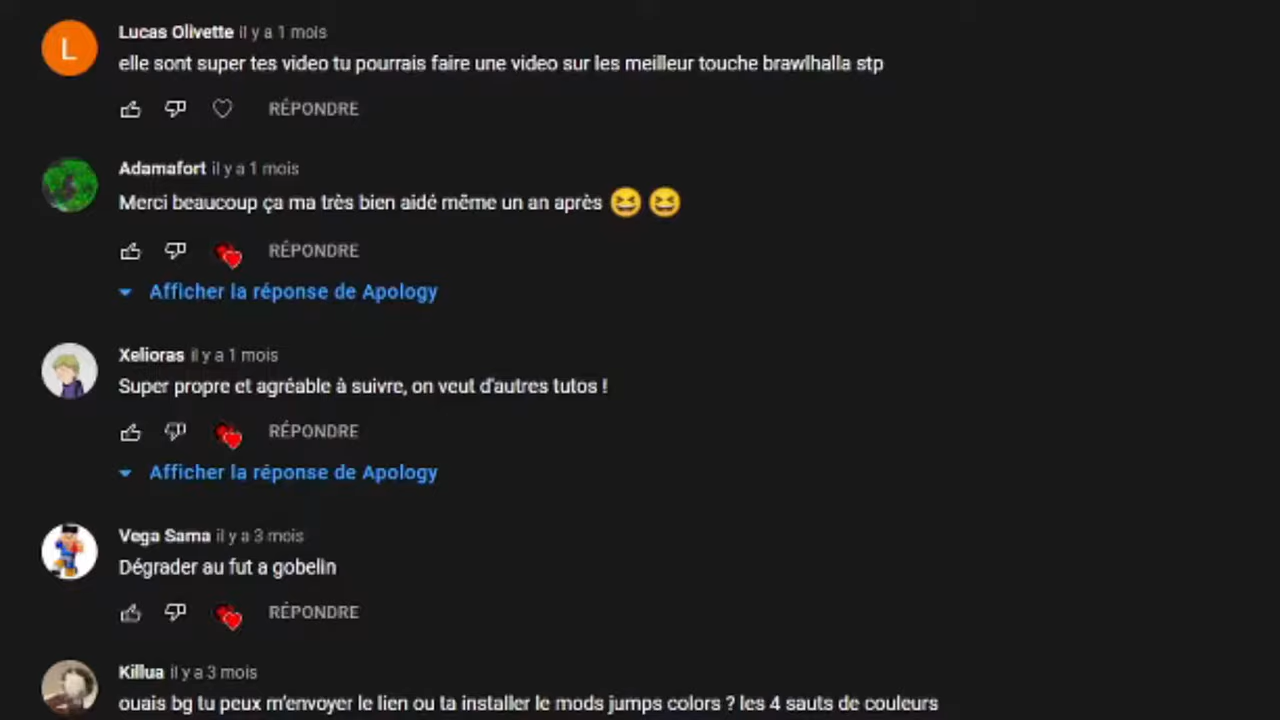 Lucas Olivette il y a 1 mois
elle sont super tes video tu pourrais faire une video sur les meilleur touche brawlhalla stp
RÉPONDRE
L
Adamafort il y a 1 mois
Merci beaucoup ça ma très bien aidé même un an après 😆 😆
RÉPONDRE
Afficher la réponse de Apology
Xelioras il y a 1 mois
Super propre et agréable à suivre, on veut d'autres tutos !
RÉPONDRE
Afficher la réponse de Apology
Vega Sama il y a 3 mois
Dégrader au fut a gobelin
RÉPONDRE
Killua il y a 3 mois
ouais bg tu peux m'envoyer le lien ou ta installer le mods jumps colors ? les 4 sauts de couleurs